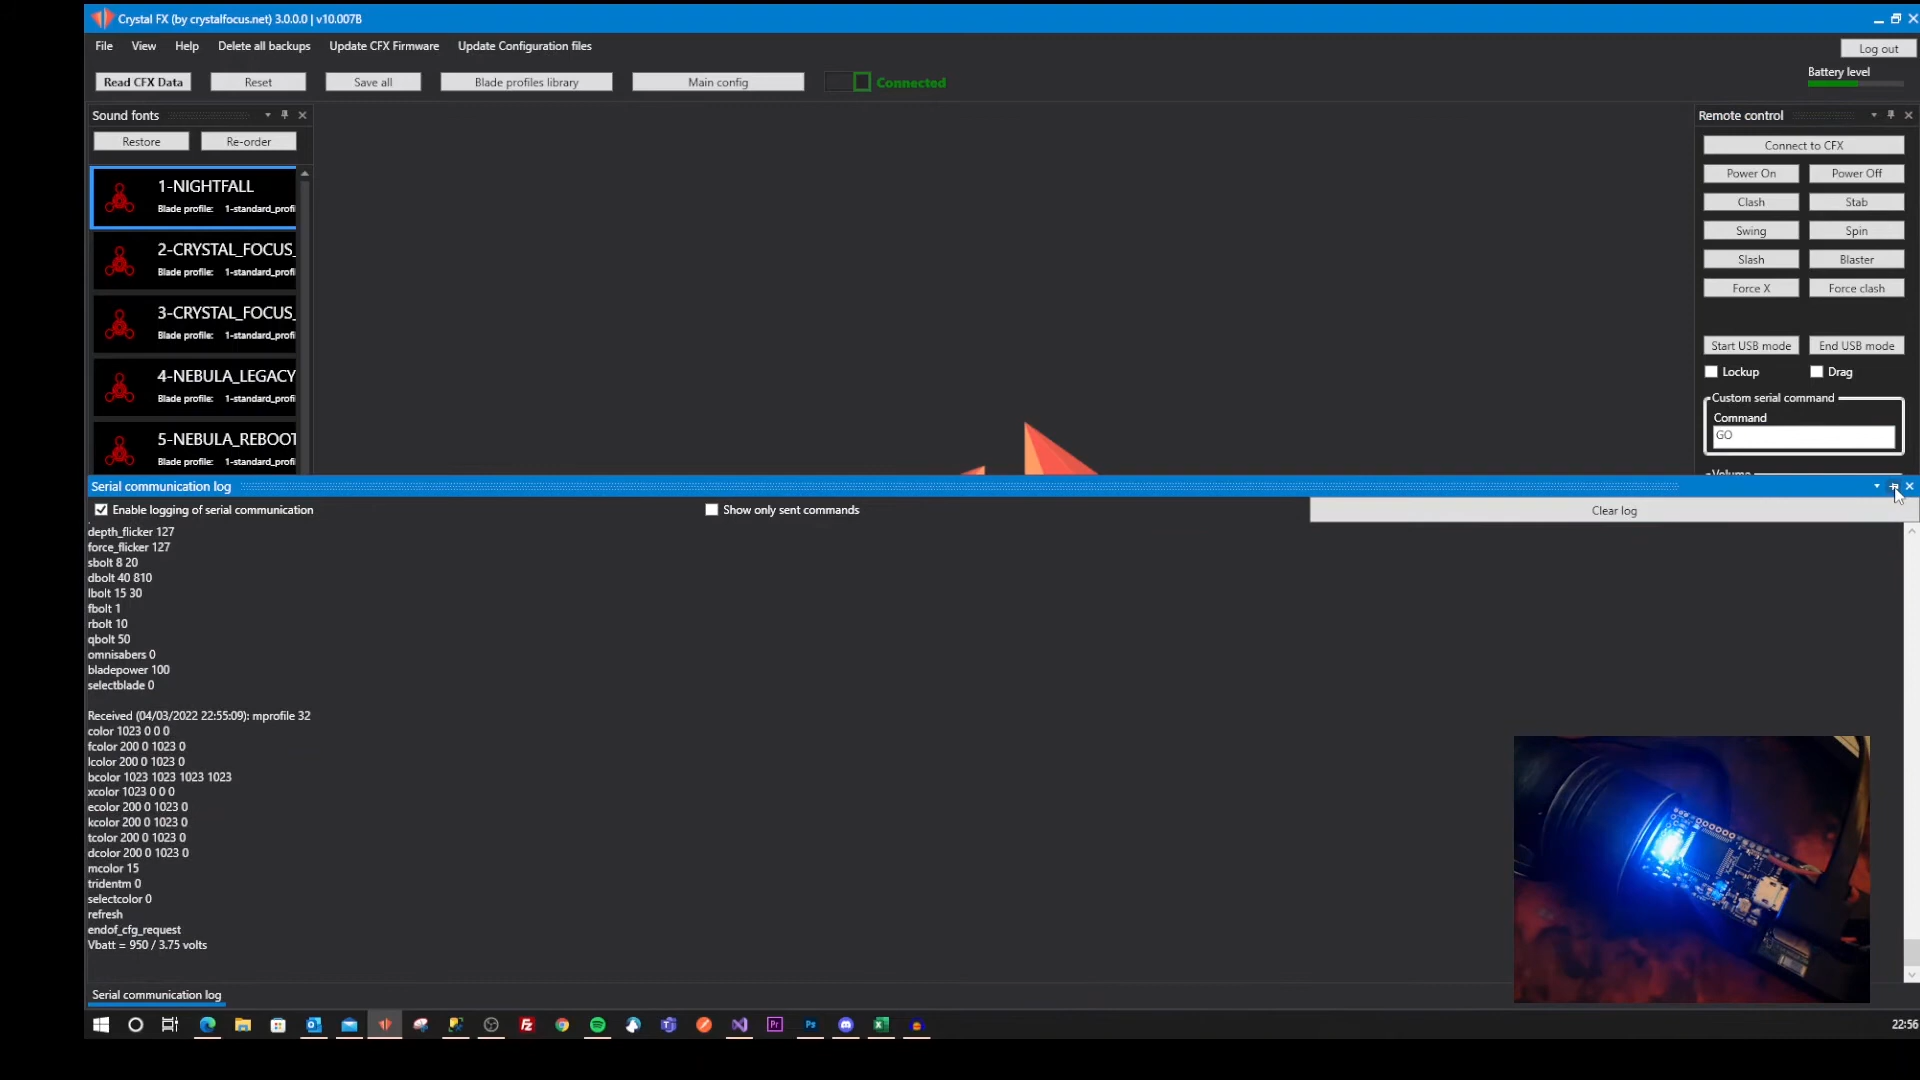 Crystal FX (by crystalfocus.net) 3.0.0.0 | v10.007B
File View Help Delete all backups Update CFX Firmware Update Configuration files
Log out
Read CFX Data Reset Save all Blade profiles library Main config Connected
Battery level
Sound fonts
Restore Re-order
1-NIGHTFALL
Blade profile: 1-standard_profi
2-CRYSTAL_FOCUS_
Blade profile: 1-standard_profi
3-CRYSTAL_FOCUS_
Blade profile: 1-standard_profi
4-NEBULA_LEGACY
Blade profile: 1-standard_profi
5-NEBULA_REBOOT
Blade profile: 1-standard_profi
Remote control
Connect to CFX
Power On Power Off
Clash Stab
Swing Spin
Slash Blaster
Force X Force clash
Start USB mode End USB mode
Lockup Drag
Custom serial command
Command
GO
Volume
Serial communication log
Enable logging of serial communication Show only sent commands Clear log
depth_flicker 127
force_flicker 127
sbolt 8 20
dbolt 40 810
lbolt 15 30
fbolt 1
rbolt 10
qbolt 50
omnisabers 0
bladepower 100
selectblade 0
Received (04/03/2022 22:55:09): mprofile 32
color 1023 0 0 0
fcolor 200 0 1023 0
lcolor 200 0 1023 0
bcolor 1023 1023 1023 1023
xcolor 1023 0 0 0
ecolor 200 0 1023 0
kcolor 200 0 1023 0
tcolor 200 0 1023 0
dcolor 200 0 1023 0
mcolor 15
tridentm 0
selectcolor 0
refresh
endof_cfg_request
Vbatt = 950 / 3.75 volts
Serial communication log
22:56